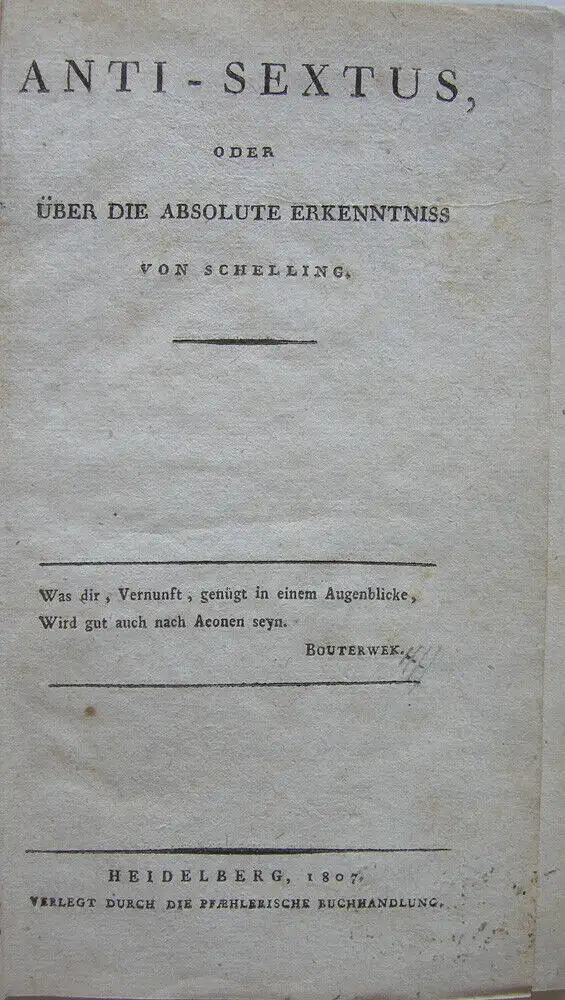 ANTI - SEXTUS,
ODER
ÜBER DIE ABSOLUTE ERKENNTNISS
VON SCHELLING.
Was dir, Vernunft, genügt in einem Augenblicke,
Wird gut auch nach Aeonen seyn.
BOUTERWEK.
HEIDELBERG, 1807.
VERLEGT DURCH DIE PFÆHLERISCHE BUCHHANDLUNG.